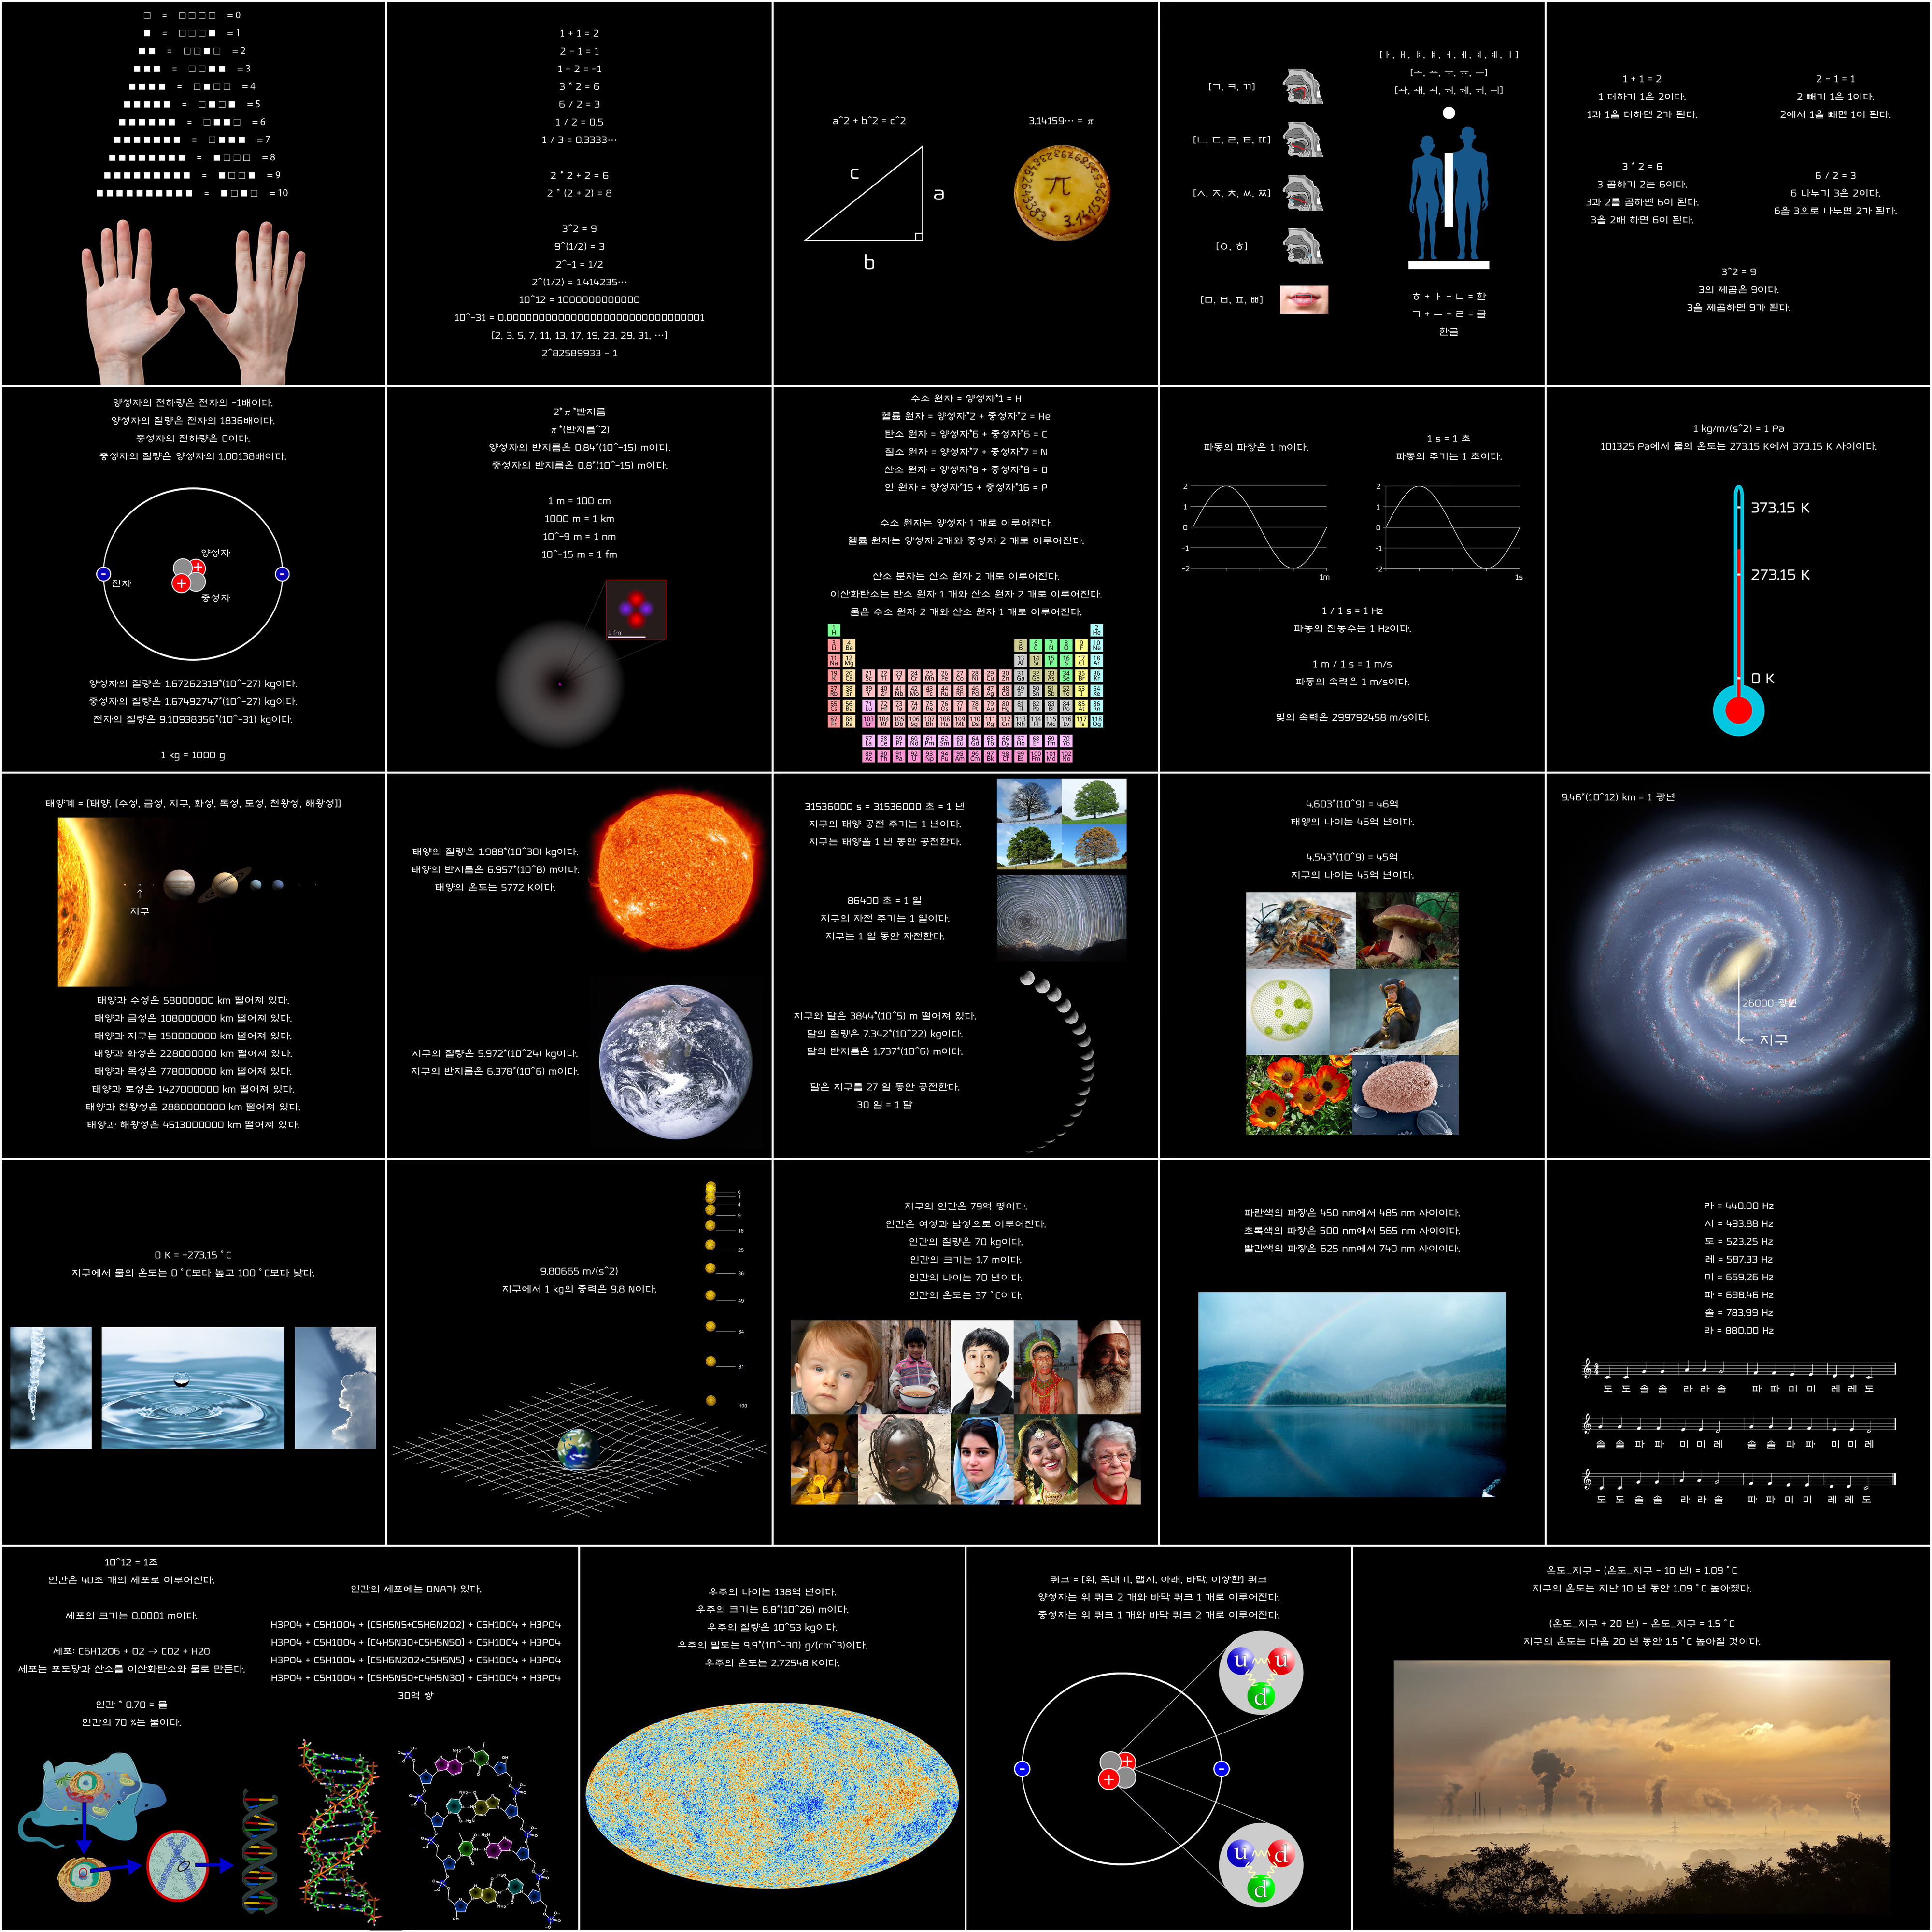 □ = □□□□ =0
■ = □□□■ =1
■■ = □□■□ =2
■■■ = □□■■ =3
■■■■ = □■□□ =4
■■■■■ = □■□■ =5
■■■■■■ = □■■□ =6
■■■■■■■ = □■■■ =7
■■■■■■■■ = ■□□□ =8
■■■■■■■■■ = ■□□■ =9
■■■■■■■■■■ = ■□■□ =10
1 + 1 = 2
2 - 1 = 1
1 - 2 = -1
3 * 2 = 6
6 / 2 = 3
1 / 2 = 0.5
1 / 3 = 0.3333…
2 * 2 + 2 = 6
2 * (2 + 2) = 8
3^2 = 9
9^(1/2) = 3
2^-1 = 1/2
2^(1/2) = 1.414235…
10^12 = 1000000000000
10^-31 = 0.0000000000000000000000000000001
[2, 3, 5, 7, 11, 13, 17, 19, 23, 29, 31, …]
2^82589933 - 1
a^2 + b^2 = c^2
c
a
b
3.14159… = π
π
[ㄱ, ㅋ, ㄲ]
[ㄴ, ㄷ, ㄹ, ㅌ, ㄸ]
[ㅅ, ㅈ, ㅊ, ㅆ, ㅉ]
[ㅇ, ㅎ]
[ㅁ, ㅂ, ㅍ, ㅃ]
[ㅏ, ㅐ, ㅑ, ㅒ, ㅓ, ㅔ, ㅕ, ㅖ, ㅣ]
[ㅗ, ㅛ, ㅜ, ㅠ, ㅡ]
[ㅘ, ㅙ, ㅚ, ㅝ, ㅞ, ㅟ, ㅢ]
ㅎ + ㅏ + ㄴ = 한
ㄱ + ㅡ + ㄹ = 글
한글
1 + 1 = 2
1 더하기 1은 2이다.
1과 1을 더하면 2가 된다.
2 - 1 = 1
2 빼기 1은 1이다.
2에서 1을 빼면 1이 된다.
3 * 2 = 6
3 곱하기 2는 6이다.
3과 2를 곱하면 6이 된다.
3을 2배 하면 6이 된다.
6 / 3 = 2
6 나누기 3은 2이다.
6을 3으로 나누면 2가 된다.
3^2 = 9
3의 제곱은 9이다.
3을 제곱하면 9가 된다.
양성자의 전하량은 전자의 -1배이다.
양성자의 질량은 전자의 1836배이다.
중성자의 전하량은 0이다.
중성자의 질량은 양성자의 1.00138배이다.
양성자
전자
중성자
양성자의 질량은 1.67262319*(10^-27) kg이다.
중성자의 질량은 1.67492747*(10^-27) kg이다.
전자의 질량은 9.10938356*(10^-31) kg이다.
1 kg = 1000 g
2*π*반지름
π*(반지름^2)
양성자의 반지름은 0.84*(10^-15) m이다.
중성자의 반지름은 0.8*(10^-15) m이다.
1 m = 100 cm
1000 m = 1 km
10^-9 m = 1 nm
10^-15 m = 1 fm
1 fm
수소 원자 = 양성자*1 = H
헬륨 원자 = 양성자*2 + 중성자*2 = He
탄소 원자 = 양성자*6 + 중성자*6 = C
질소 원자 = 양성자*7 + 중성자*7 = N
산소 원자 = 양성자*8 + 중성자*8 = O
인 원자 = 양성자*15 + 중성자*16 = P
수소 원자는 양성자 1 개로 이루어진다.
헬륨 원자는 양성자 2개와 중성자 2 개로 이루어진다.
산소 분자는 산소 원자 2 개로 이루어진다.
이산화탄소는 탄소 원자 1 개와 산소 원자 2 개로 이루어진다.
물은 수소 원자 2 개와 산소 원자 1 개로 이루어진다.
파동의 파장은 1 m이다.
2
1
0
-1
-2
1m
1 s = 1 초
파동의 주기는 1 초이다.
2
1
0
-1
-2
1s
1 / 1 s = 1 Hz
파동의 진동수는 1 Hz이다.
1 m / 1 s = 1 m/s
파동의 속력은 1 m/s이다.
빛의 속력은 299792458 m/s이다.
1 kg/m/(s^2) = 1 Pa
101325 Pa에서 물의 온도는 273.15 K에서 373.15 K 사이이다.
373.15 K
273.15 K
0 K
태양계 = [태양, [수성, 금성, 지구, 화성, 목성, 토성, 천왕성, 해왕성]]
지구
태양과 수성은 58000000 km 떨어져 있다.
태양과 금성은 108000000 km 떨어져 있다.
태양과 지구는 150000000 km 떨어져 있다.
태양과 화성은 228000000 km 떨어져 있다.
태양과 목성은 778000000 km 떨어져 있다.
태양과 토성은 1427000000 km 떨어져 있다.
태양과 천왕성은 2880000000 km 떨어져 있다.
태양과 해왕성은 4513000000 km 떨어져 있다.
태양의 질량은 1.988*(10^30) kg이다.
태양의 반지름은 6.957*(10^8) m이다.
태양의 온도는 5772 K이다.
지구의 질량은 5.972*(10^24) kg이다.
지구의 반지름은 6.378*(10^6) m이다.
31536000 s = 31536000 초 = 1 년
지구의 태양 공전 주기는 1 년이다.
지구는 태양을 1 년 동안 공전한다.
86400 초 = 1 일
지구의 자전 주기는 1 일이다.
지구는 1 일 동안 자전한다.
지구와 달은 3844*(10^5) m 떨어져 있다.
달의 질량은 7.342*(10^22) kg이다.
달의 반지름은 1.737*(10^6) m이다.
달은 지구를 27 일 동안 공전한다.
30 일 = 1 달
4.603*(10^9) = 46억
태양의 나이는 46억 년이다.
4.543*(10^9) = 45억
지구의 나이는 45억 년이다.
9.46*(10^12) km = 1 광년
26000 광년
지구
0 K = -273.15 °C
지구에서 물의 온도는 0 °C보다 높고 100 °C보다 낮다.
9.80665 m/(s^2)
지구에서 1 kg의 중력은 9.8 N이다.
0
1
4
9
16
25
36
49
64
81
100
지구의 인간은 79억 명이다.
인간은 여성과 남성으로 이루어진다.
인간의 질량은 70 kg이다.
인간의 크기는 1.7 m이다.
인간의 나이는 70 년이다.
인간의 온도는 37 °C이다.
파란색의 파장은 450 nm에서 485 nm 사이이다.
초록색의 파장은 500 nm에서 565 nm 사이이다.
빨간색의 파장은 625 nm에서 740 nm 사이이다.
라 = 440.00 Hz
시 = 493.88 Hz
도 = 523.25 Hz
레 = 587.33 Hz
미 = 659.26 Hz
파 = 698.46 Hz
솔 = 783.99 Hz
라 = 880.00 Hz
도 도 솔 솔 라 라 솔 파 파 미 미 레 레 도
솔 솔 파 파 미 미 레 솔 솔 파 파 미 미 레
도 도 솔 솔 라 라 솔 파 파 미 미 레 레 도
10^12 = 1조
인간은 40조 개의 세포로 이루어진다.
세포의 크기는 0.0001 m이다.
세포: C6H12O6 + O2 → CO2 + H2O
세포는 포도당과 산소를 이산화탄소와 물로 만든다.
인간 * 0.70 = 물
인간의 70 %는 물이다.
인간의 세포에는 DNA가 있다.
H3PO4 + C5H10O4 + [C5H5N5+C5H6N2O2] + C5H10O4 + H3PO4
H3PO4 + C5H10O4 + [C4H5N3O+C5H5N5O] + C5H10O4 + H3PO4
H3PO4 + C5H10O4 + [C5H6N2O2+C5H5N5] + C5H10O4 + H3PO4
H3PO4 + C5H10O4 + [C5H5N5O+C4H5N3O] + C5H10O4 + H3PO4
30억 쌍
우주의 나이는 138억 년이다.
우주의 크기는 8.8*(10^26) m이다.
우주의 질량은 10^53 kg이다.
우주의 밀도는 9.9*(10^-30) g/(cm^3)이다.
우주의 온도는 2.72548 K이다.
쿼크 = [위, 꼭대기, 맵시, 아래, 바닥, 이상한] 쿼크
양성자는 위 쿼크 2 개와 바닥 쿼크 1 개로 이루어진다.
중성자는 위 쿼크 1 개와 바닥 쿼크 2 개로 이루어진다.
u u
d
u d
d
온도_지구 - (온도_지구 - 10 년) = 1.09 °C
지구의 온도는 지난 10 년 동안 1.09 °C 높아졌다.
(온도_지구 + 20 년) - 온도_지구 = 1.5 °C
지구의 온도는 다음 20 년 동안 1.5 °C 높아질 것이다.